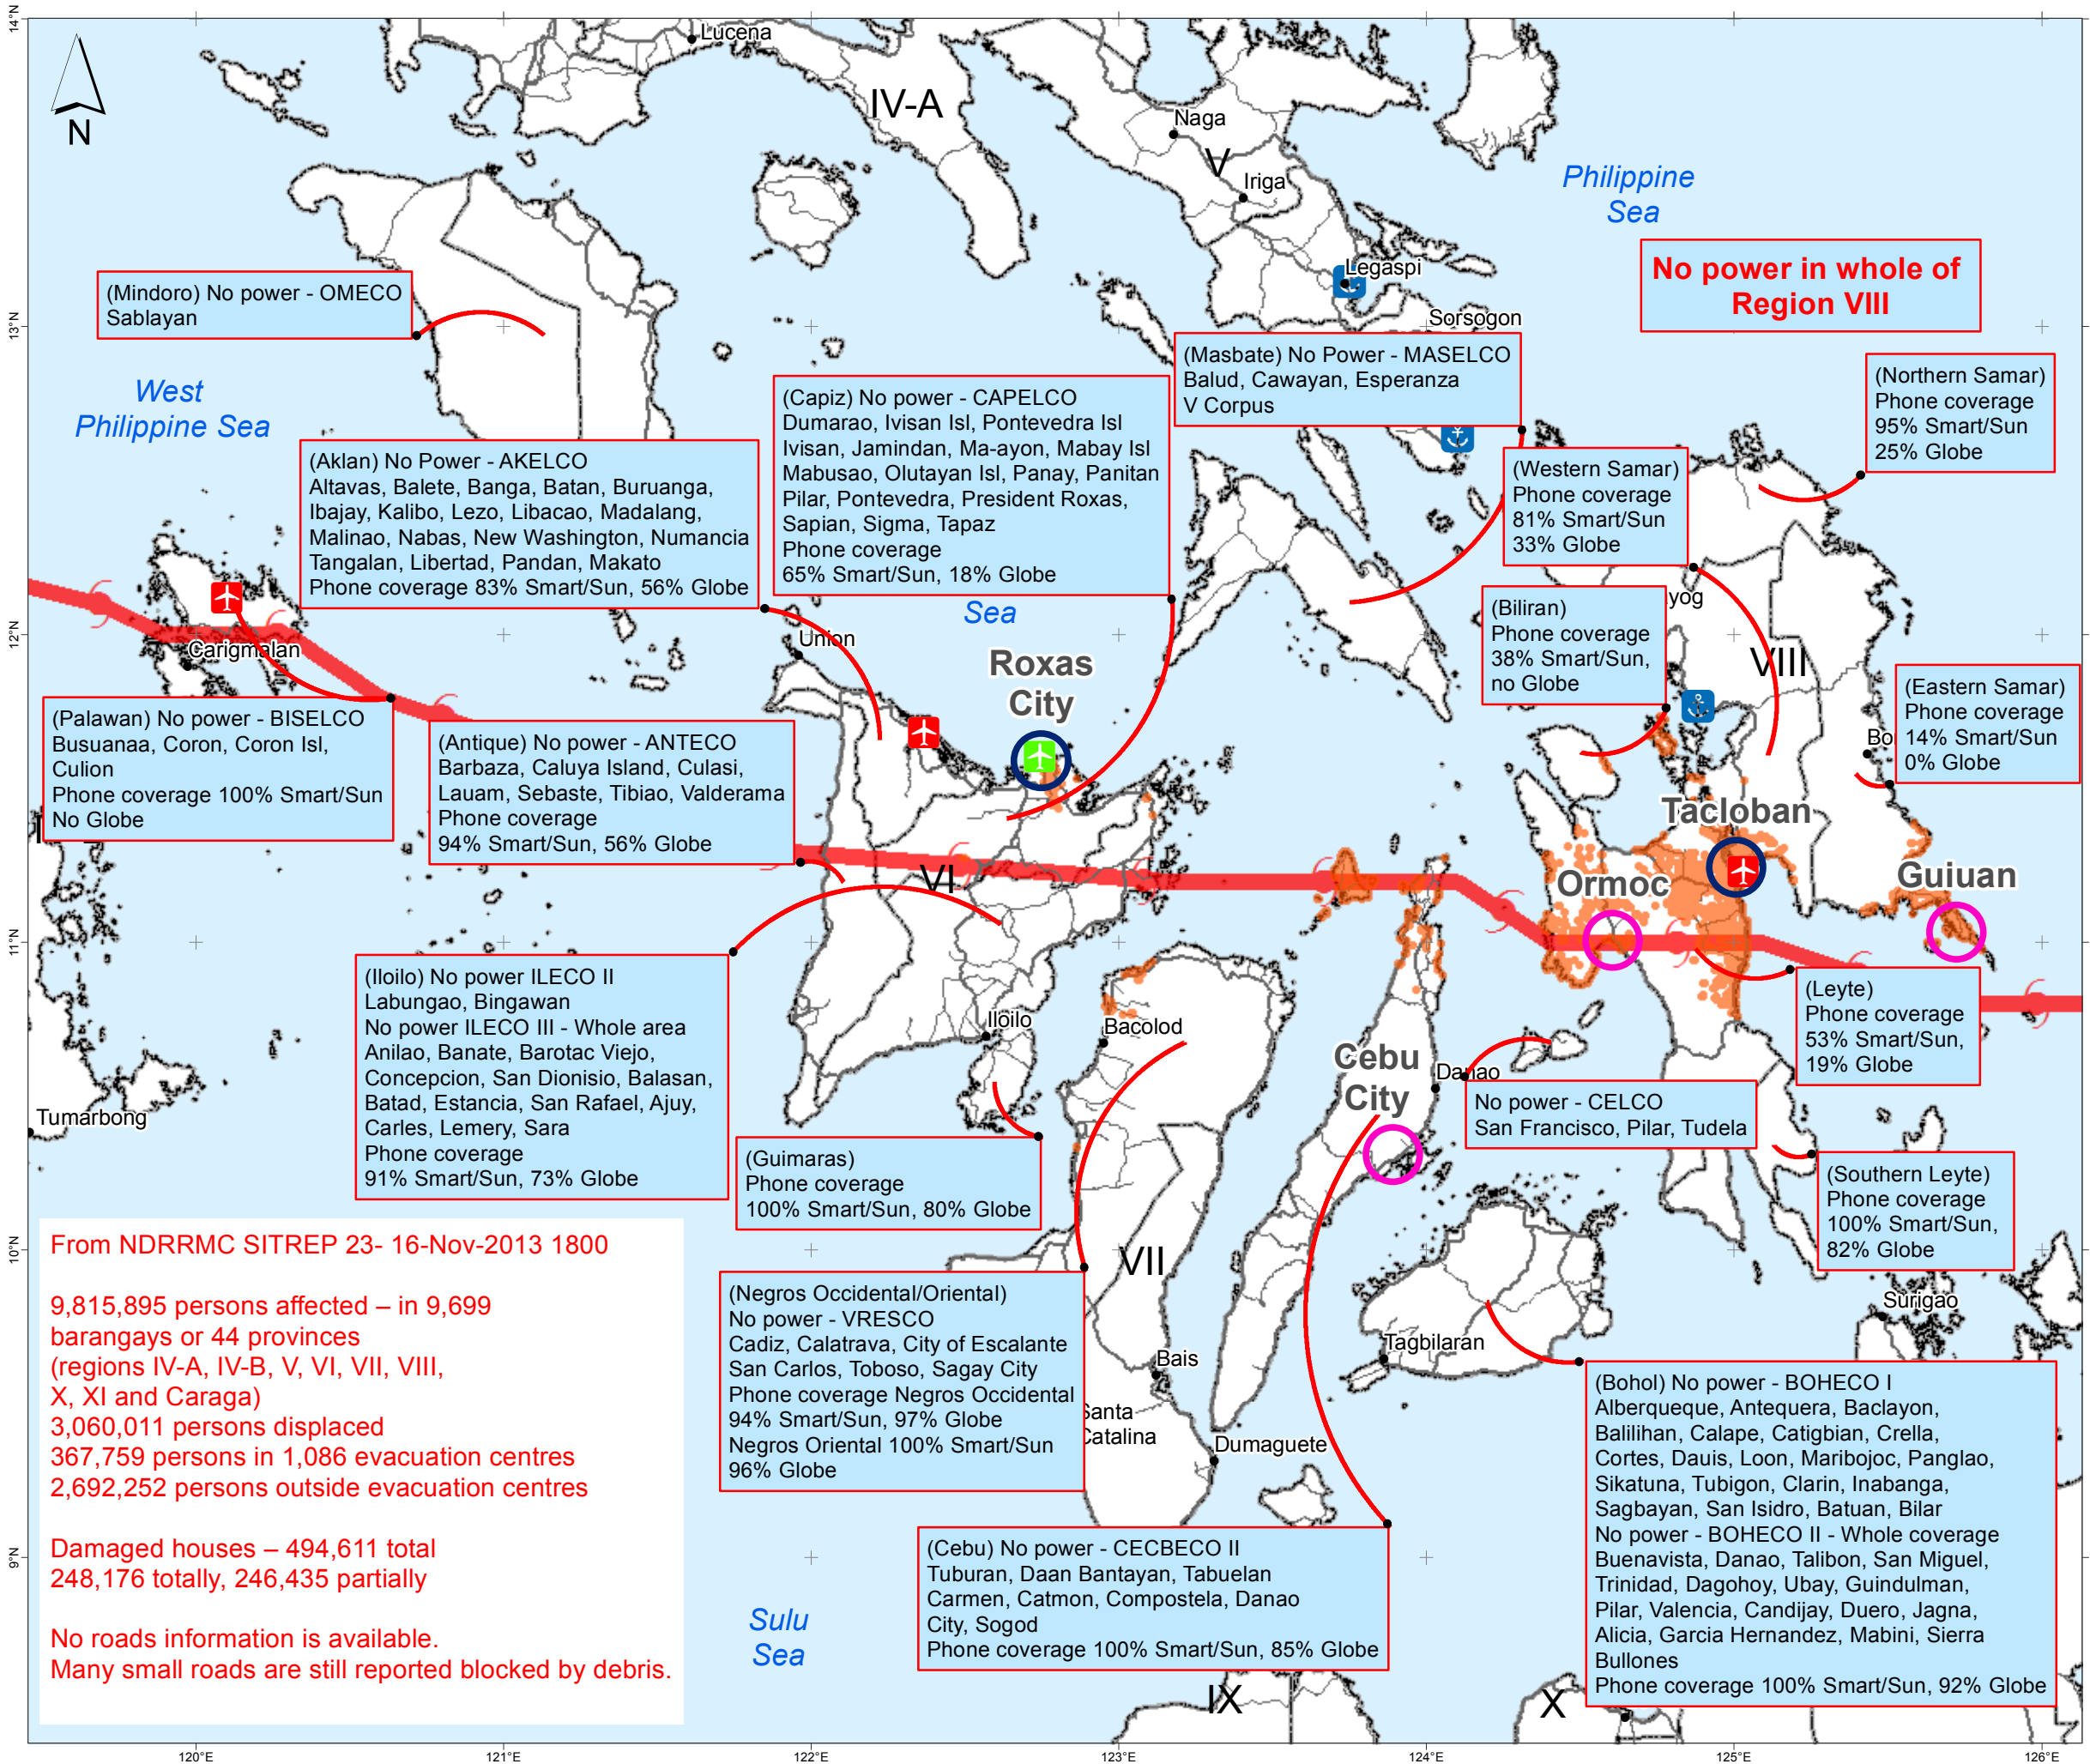 14°N
Lucena
IV-A
N
Naga
V
Iriga
Philippine
Sea
Legaspi
No power in whole of
Region VIII
(Mindoro) No power - OMECO
Sablayan
13°N
Sorsogon
(Masbate) No Power - MASELCO
Balud, Cawayan, Esperanza
V Corpus
West
Philippine Sea
(Capiz) No power - CAPELCO
Dumarao, Ivisan Isl, Pontevedra Isl
Ivisan, Jamindan, Ma-ayon, Mabay Isl
Mabusao, Olutayan Isl, Panay, Panitan
Pilar, Pontevedra, President Roxas,
Sapian, Sigma, Tapaz
Phone coverage
65% Smart/Sun, 18% Globe
(Northern Samar)
Phone coverage
95% Smart/Sun
25% Globe
(Aklan) No Power - AKELCO
Altavas, Balete, Banga, Batan, Buruanga,
Ibajay, Kalibo, Lezo, Libacao, Madalang,
Malinao, Nabas, New Washington, Numancia
Tangalan, Libertad, Pandan, Makato
Phone coverage 83% Smart/Sun, 56% Globe
(Western Samar)
Phone coverage
81% Smart/Sun
33% Globe
Sea
yog
(Biliran)
Phone coverage
38% Smart/Sun,
no Globe
12°N
Carigmalan
Union
Roxas
City
VIII
(Eastern Samar)
Phone coverage
14% Smart/Sun
0% Globe
Bo
(Palawan) No power - BISELCO
Busuanaa, Coron, Coron Isl,
Culion
Phone coverage 100% Smart/Sun
No Globe
(Antique) No power - ANTECO
Barbaza, Caluya Island, Culasi,
Lauam, Sebaste, Tibiao, Valderama
Phone coverage
94% Smart/Sun, 56% Globe
Tacloban
VI
Ormoc
Guiuan
11°N
(Iloilo) No power ILECO II
Labungao, Bingawan
No power ILECO III - Whole area
Anilao, Banate, Barotac Viejo,
Concepcion, San Dionisio, Balasan,
Batad, Estancia, San Rafael, Ajuy,
Carles, Lemery, Sara
Phone coverage
91% Smart/Sun, 73% Globe
(Leyte)
Phone coverage
53% Smart/Sun,
19% Globe
Iloilo
Bacolod
Cebu
City
Danao
No power - CELCO
San Francisco, Pilar, Tudela
Tumarbong
(Guimaras)
Phone coverage
100% Smart/Sun, 80% Globe
(Southern Leyte)
Phone coverage
100% Smart/Sun,
82% Globe
10°N
VII
From NDRRMC SITREP 23- 16-Nov-2013 1800
9,815,895 persons affected – in 9,699
barangays or 44 provinces
(regions IV-A, IV-B, V, VI, VII, VIII,
X, XI and Caraga)
3,060,011 persons displaced
367,759 persons in 1,086 evacuation centres
2,692,252 persons outside evacuation centres
Damaged houses – 494,611 total
248,176 totally, 246,435 partially
No roads information is available.
Many small roads are still reported blocked by debris.
(Negros Occidental/Oriental)
No power - VRESCO
Cadiz, Calatrava, City of Escalante
San Carlos, Toboso, Sagay City
Phone coverage Negros Occidental
94% Smart/Sun, 97% Globe
Negros Oriental 100% Smart/Sun
96% Globe
Surigao
Tagbilaran
Bais
Santa
Catalina
Dumaguete
(Bohol) No power - BOHECO I
Alberqueque, Antequera, Baclayon,
Balilihan, Calape, Catigbian, Crella,
Cortes, Dauis, Loon, Maribojoc, Panglao,
Sikatuna, Tubigon, Clarin, Inabanga,
Sagbayan, San Isidro, Batuan, Bilar
No power - BOHECO II - Whole coverage
Buenavista, Danao, Talibon, San Miguel,
Trinidad, Dagohoy, Ubay, Guindulman,
Pilar, Valencia, Candijay, Duero, Jagna,
Alicia, Garcia Hernandez, Mabini, Sierra
Bullones
Phone coverage 100% Smart/Sun, 92% Globe
9°N
(Cebu) No power - CECBECO II
Tuburan, Daan Bantayan, Tabuelan
Carmen, Catmon, Compostela, Danao
City, Sogod
Phone coverage 100% Smart/Sun, 85% Globe
Sulu
Sea
IX
X
120°E
121°E
122°E
123°E
124°E
125°E
126°E